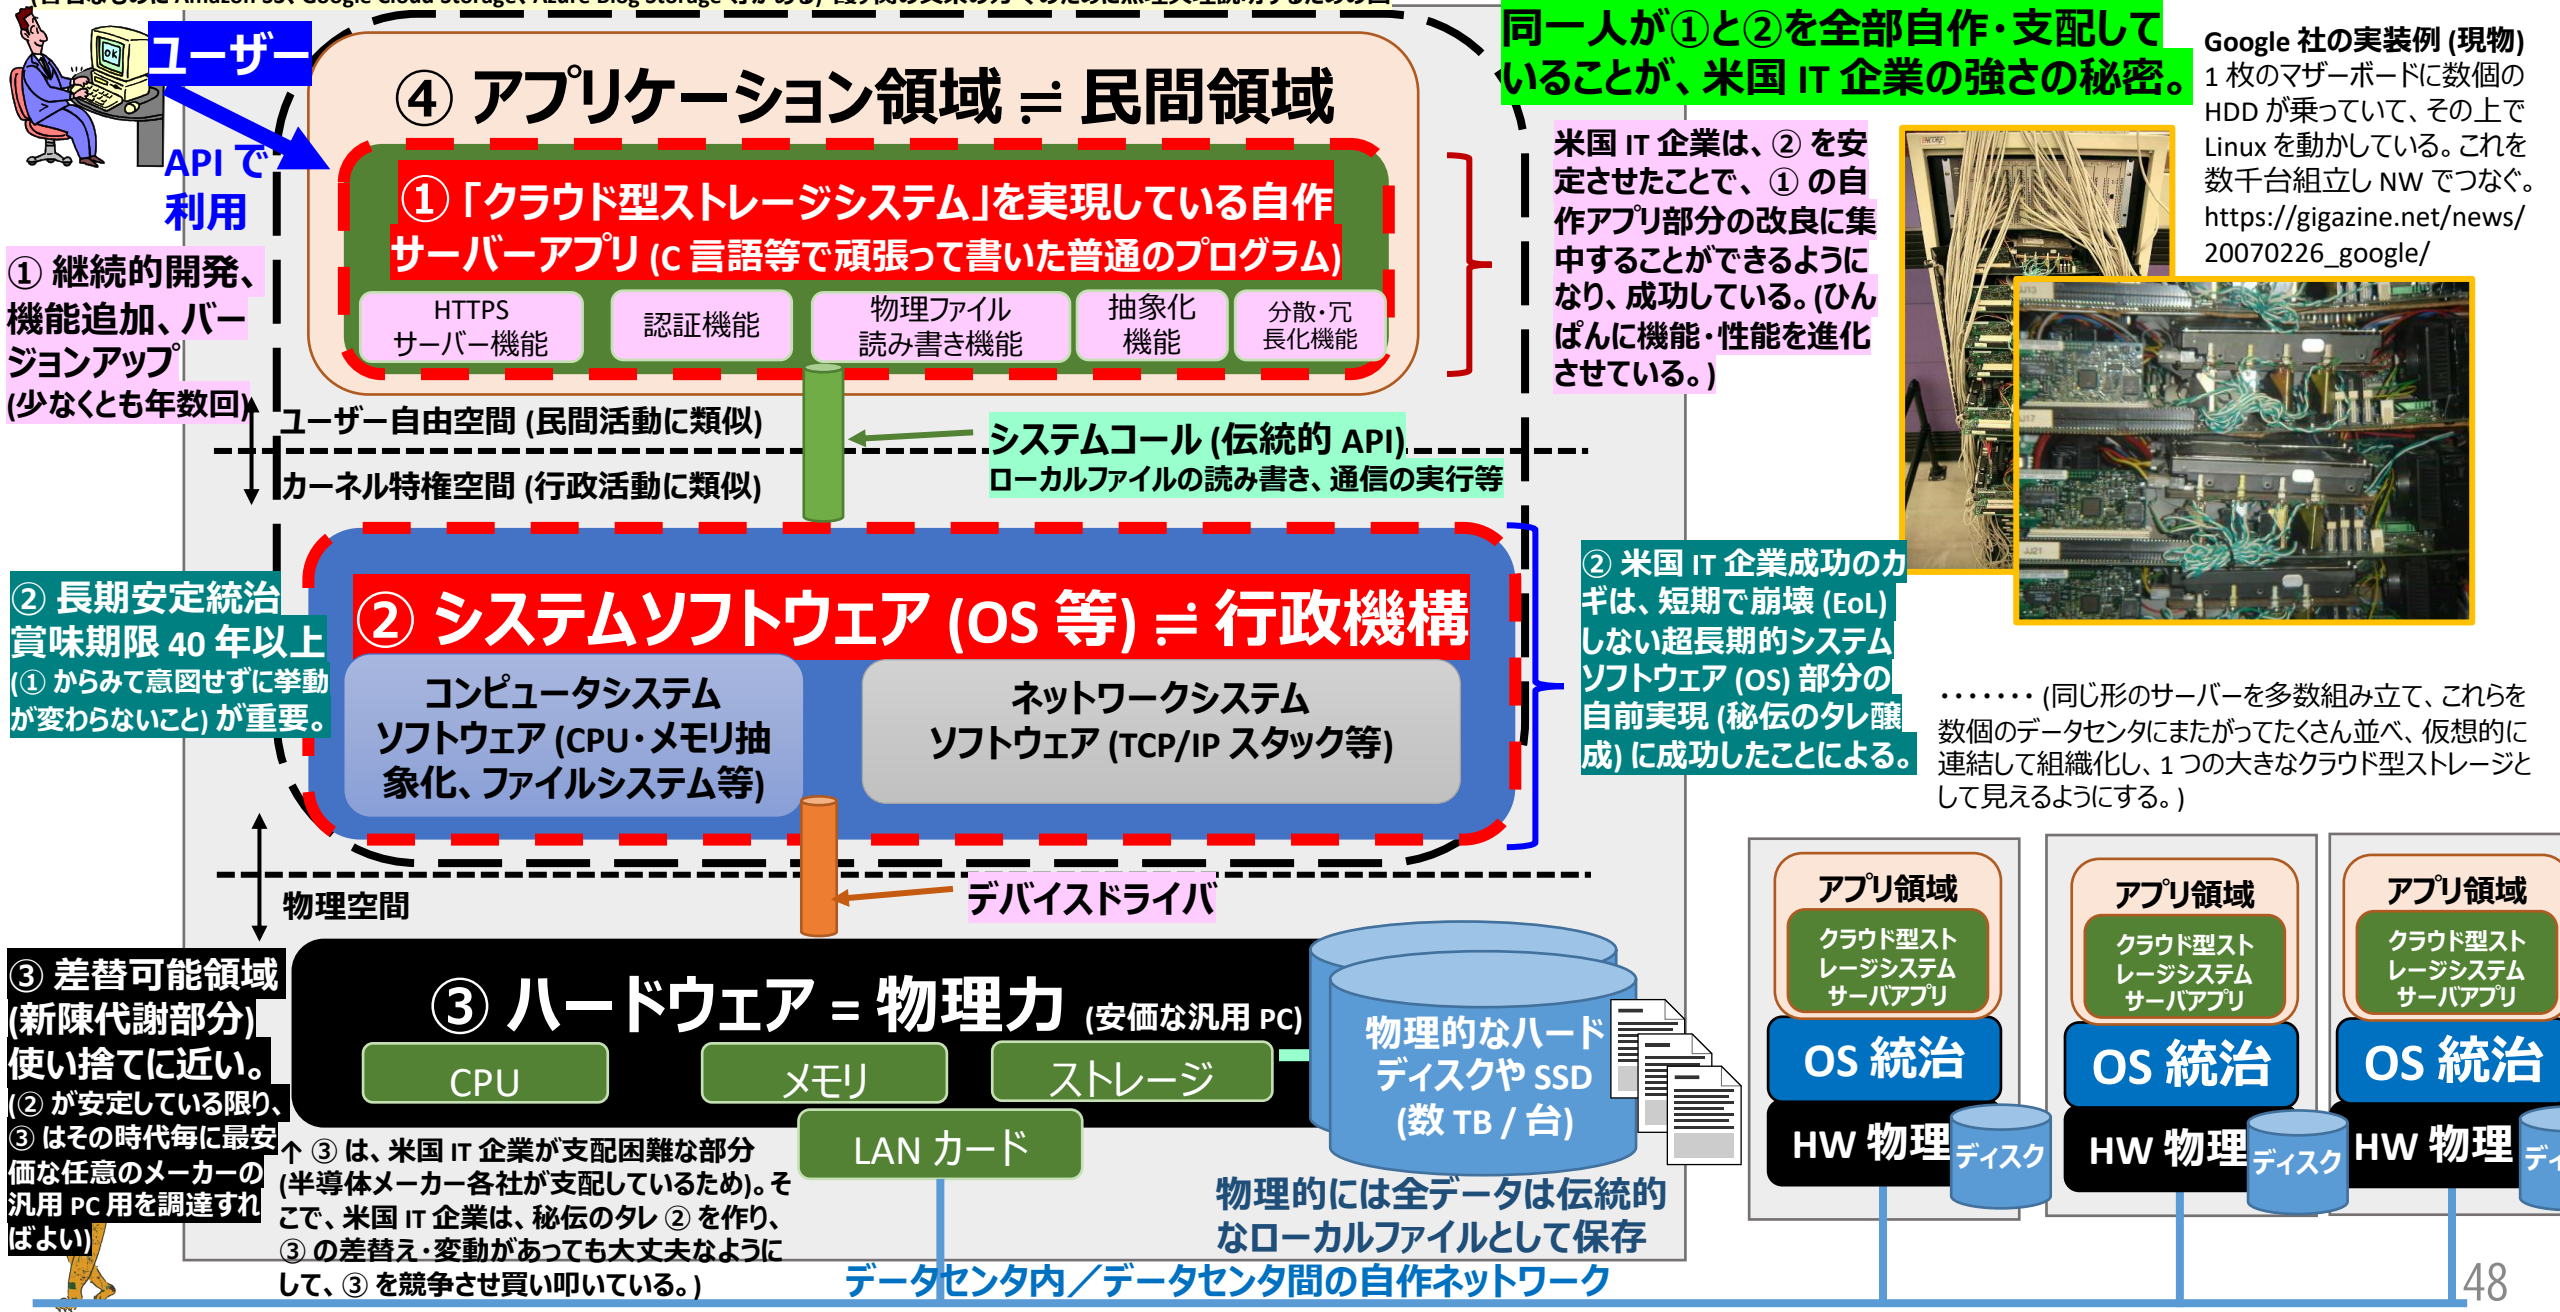 同一人が①と②を全部自作・支配して
いることが、米国 IT 企業の強さの秘密。
Google 社の実装例 (現物)
1 枚のマザーボードに数個の
HDD が乗っていて、その上で
Linux を動かしている。これを
数千台組立し NW でつなぐ。
https://gigazine.net/news/
20070226_google/
ユーザー
API で
利用
④ アプリケーション領域 ≒ 民間領域
①「クラウド型ストレージシステム」を実現している自作
サーバーアプリ (C 言語等で頑張って書いた普通のプログラム)
HTTPS
サーバー機能
認証機能
物理ファイル
読み書き機能
抽象化
機能
分散・冗
長化機能
① 継続的開発、
機能追加、バー
ジョンアップ
(少なくとも年数回)
米国 IT 企業は、② を安
定させたことで、① の自
作アプリ部分の改良に集
中することができるように
なり、成功している。(ひん
ぱんに機能・性能を進化
させている。)
ENCORE
JJ13
JJ17
JJ21
ユーザー自由空間 (民間活動に類似)
カーネル特権空間 (行政活動に類似)
システムコール (伝統的 API)
ローカルファイルの読み書き、通信の実行等
② 長期安定統治
賞味期限 40 年以上
(① からみて意図せずに挙動
が変わらないこと) が重要。
② システムソフトウェア (OS 等) ≒ 行政機構
コンピュータシステム
ソフトウェア (CPU・メモリ抽
象化、ファイルシステム等)
ネットワークシステム
ソフトウェア (TCP/IP スタック等)
② 米国 IT 企業成功のカ
ギは、短期で崩壊 (EoL)
しない超長期的システム
ソフトウェア (OS) 部分の
自前実現 (秘伝のタレ醸
成) に成功したことによる。
・・・・・・・ (同じ形のサーバーを多数組み立て、これらを
数個のデータセンタにまたがってたくさん並べ、仮想的に
連結して組織化し、1 つの大きなクラウド型ストレージと
して見えるようにする。)
物理空間
デバイスドライバ
③ 差替可能領域
(新陳代謝部分)
使い捨てに近い。
(② が安定している限り、
③ はその時代毎に最安
価な任意のメーカーの
汎用 PC 用を調達すれ
ばよい)
③ ハードウェア = 物理力 (安価な汎用 PC)
CPU
メモリ
ストレージ
LAN カード
物理的なハード
ディスクや SSD
(数 TB / 台)
↑ ③ は、米国 IT 企業が支配困難な部分
(半導体メーカー各社が支配しているため)。そ
こで、米国 IT 企業は、秘伝のタレ ② を作り、
③ の差替え・変動があっても大丈夫なように
して、③ を競争させ買い叩いている。)
物理的には全データは伝統的
なローカルファイルとして保存
データセンタ内／データセンタ間の自作ネットワーク
アプリ領域
クラウド型スト
レージシステム
サーバアプリ
OS 統治
HW 物理
ディスク
アプリ領域
クラウド型スト
レージシステム
サーバアプリ
OS 統治
HW 物理
ディスク
アプリ領域
クラウド型スト
レージシステム
サーバアプリ
OS 統治
HW 物理
48